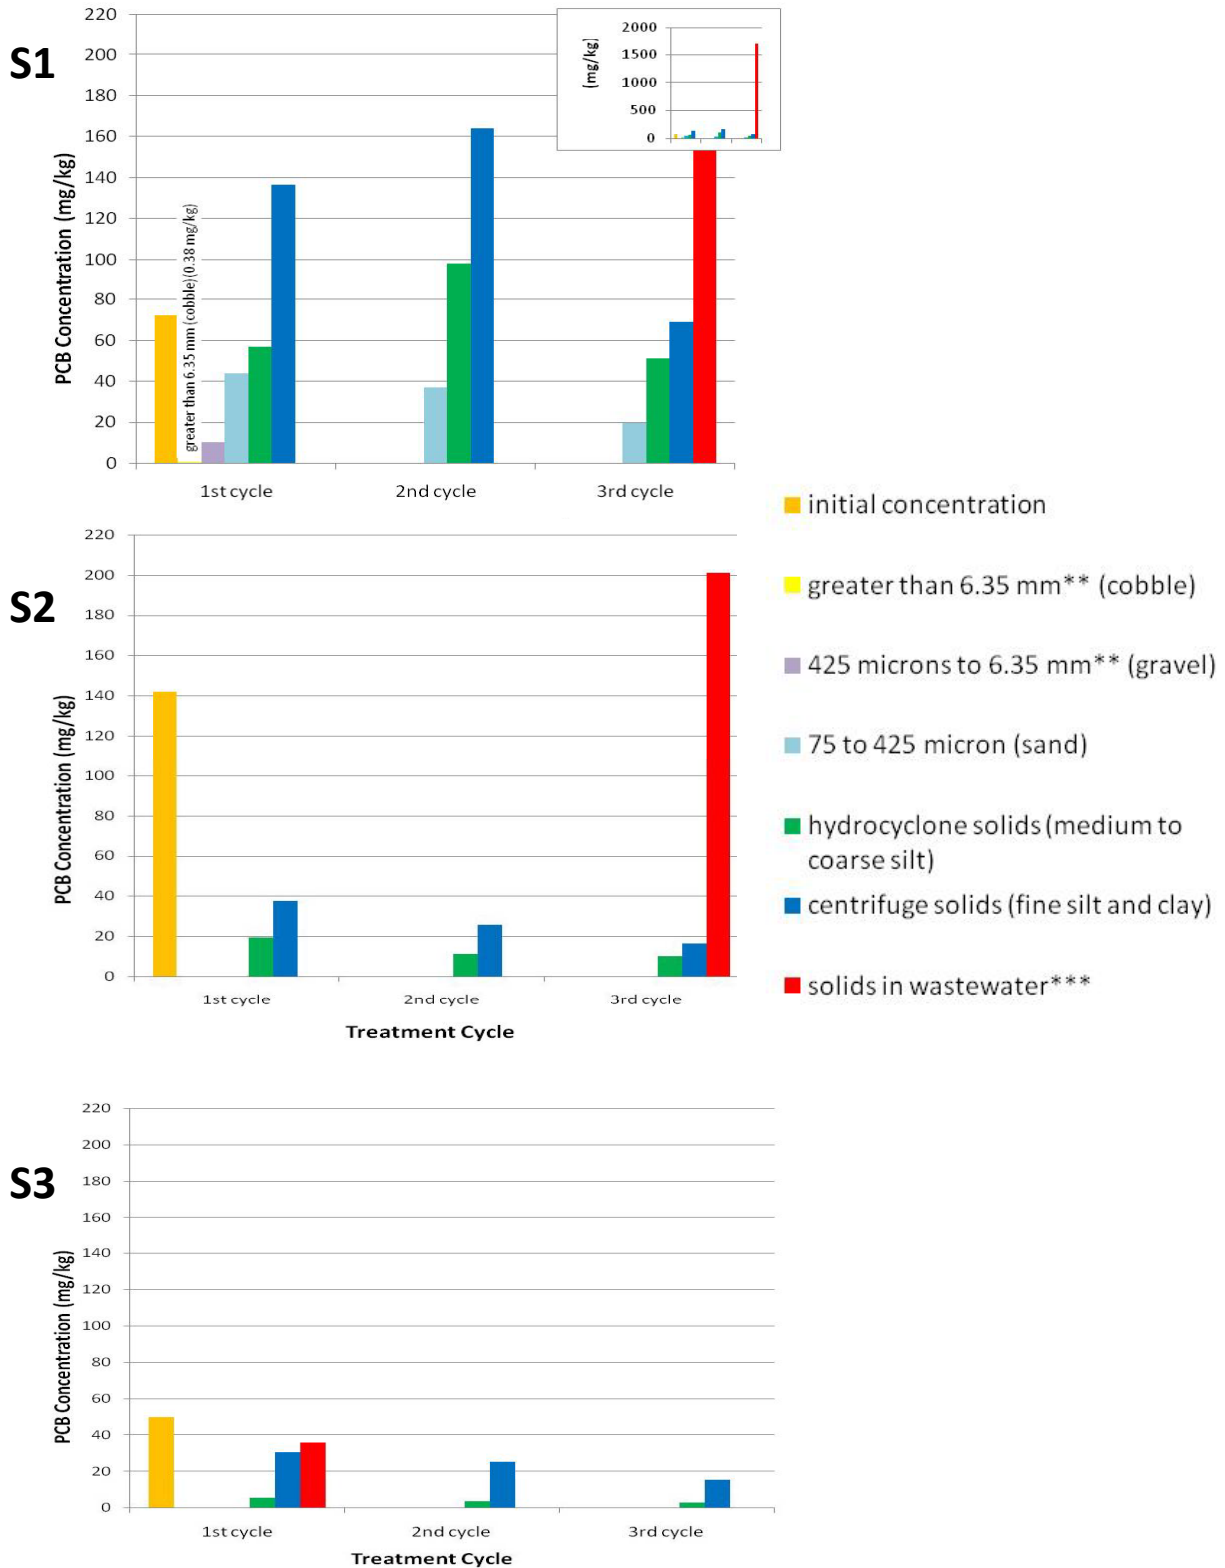 S1
PCB Concentration (mg/kg)
220
200
180
160
140
120
100
80
60
40
20
0
greater than 6.35 mm (cobble)(0.38 mg/kg)
1st cycle
2nd cycle
3rd cycle
(mg/kg)
2000
1500
1000
500
0
S2
PCB Concentration (mg/kg)
220
200
180
160
140
120
100
80
60
40
20
0
1st cycle
2nd cycle
3rd cycle
Treatment Cycle
initial concentration
greater than 6.35 mm** (cobble)
425 microns to 6.35 mm** (gravel)
75 to 425 micron (sand)
hydrocyclone solids (medium to
coarse silt)
centrifuge solids (fine silt and clay)
solids in wastewater***
S3
PCB Concentration (mg/kg)
220
200
180
160
140
120
100
80
60
40
20
0
1st cycle
2nd cycle
3rd cycle
Treatment Cycle